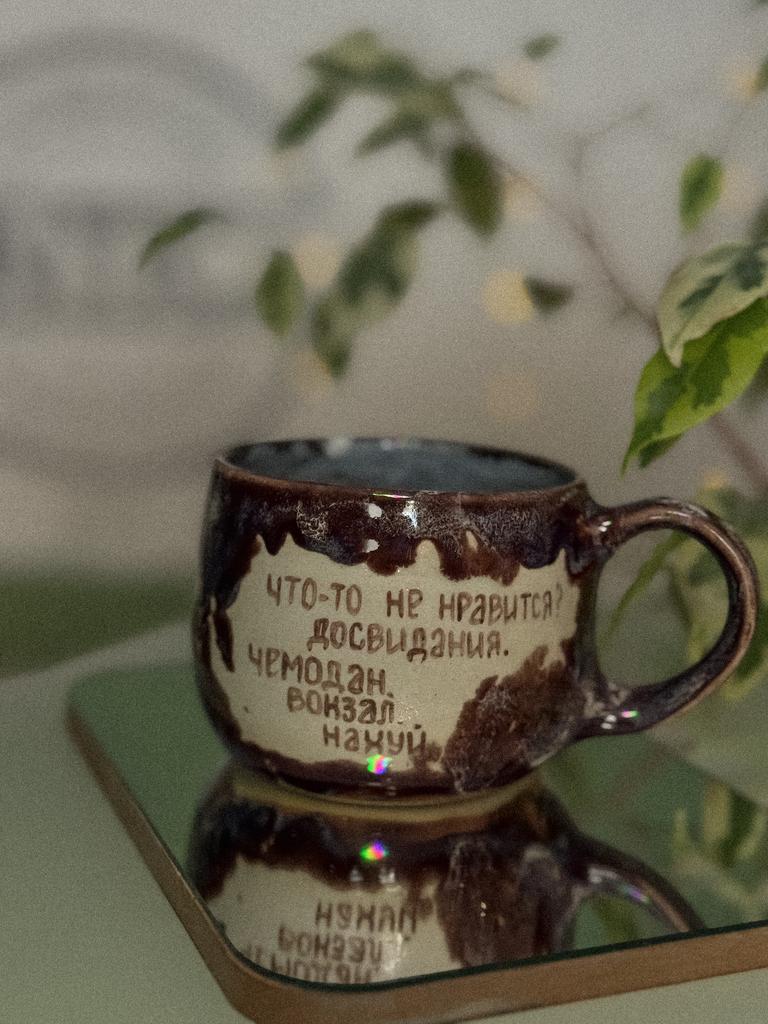 ЧТО-ТО НЕ НРАВИТСЯ?
ДОСВИДАНИЯ.
ЧЕМОДАН.
ВОКЗАЛ.
НАХУЙ.